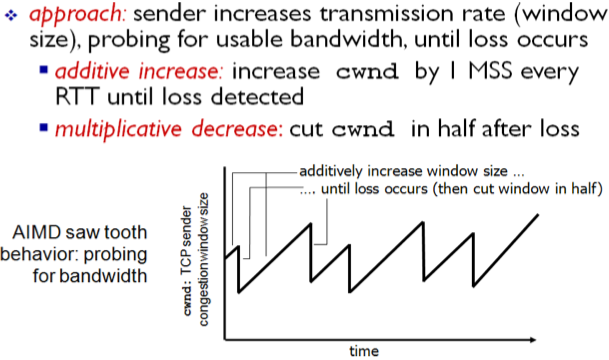 ❖ approach: sender increases transmission rate (window
size), probing for usable bandwidth, until loss occurs
▪ additive increase: increase cwnd by 1 MSS every
RTT until loss detected
▪ multiplicative decrease: cut cwnd in half after loss
additively increase window size ...
.... until loss occurs (then cut window in half)
AIMD saw tooth
behavior: probing
for bandwidth
cwnd: TCP sender
congestion window size
time